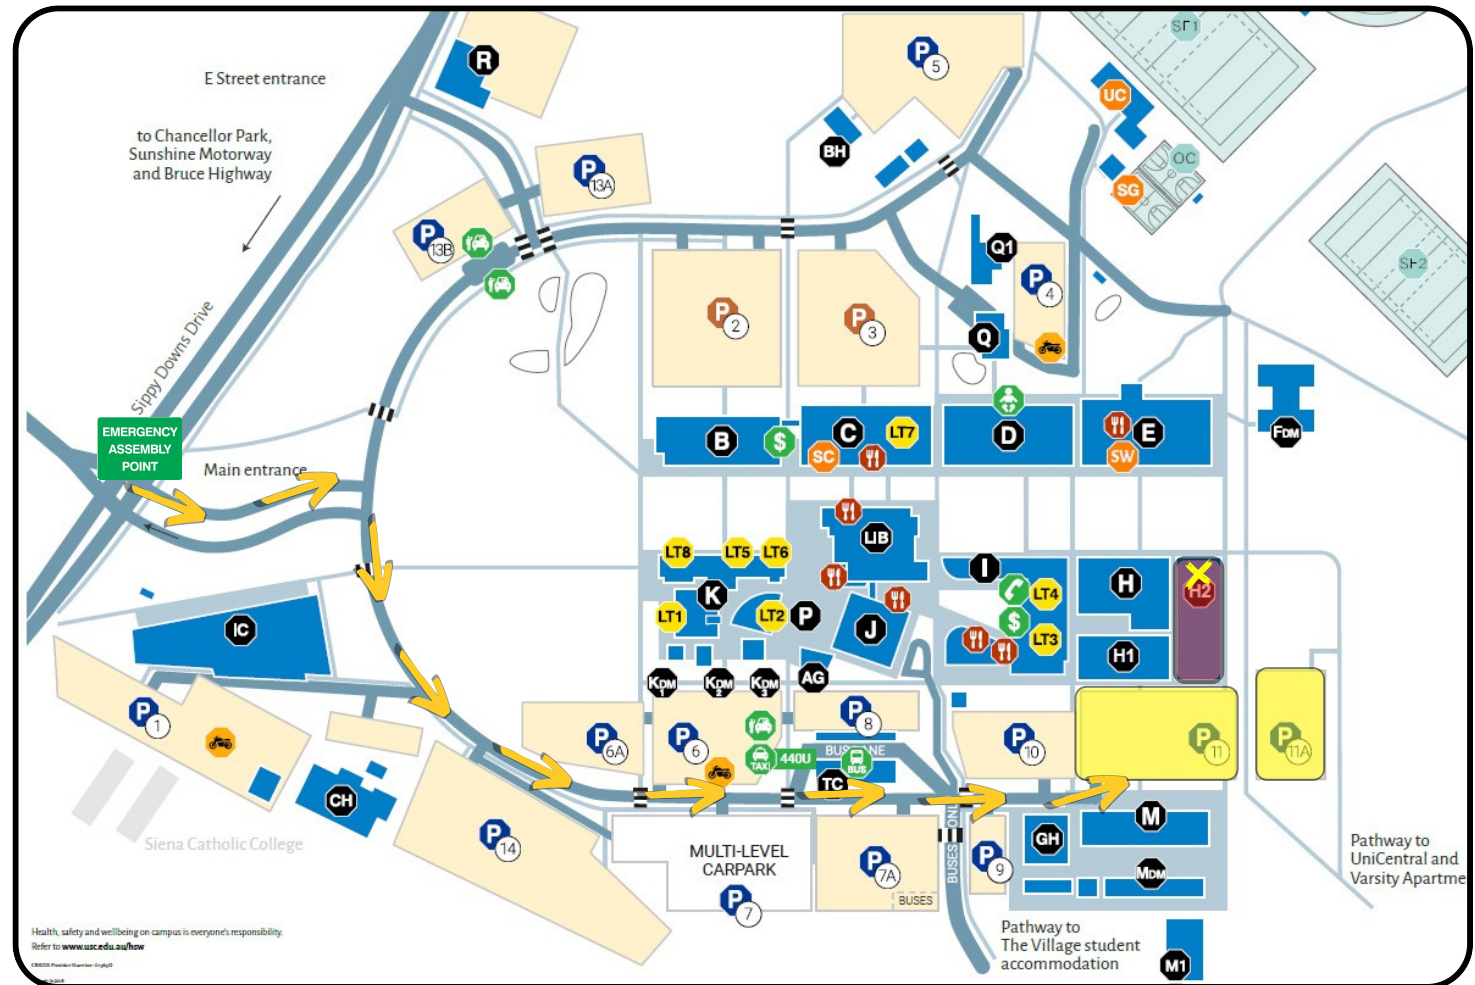 R
E Street entrance
P
5
SF1
UC
to Chancellor Park,
Sunshine Motorway
and Bruce Highway
BH
OC
P
13A
SG
P
13B
Q1
SF2
P
4
P
2
P
3
Q
Sippy Downs Drive
EMERGENCY
ASSEMBLY
POINT
B
$
C
LT7
D
E
FDM
SC
SW
Main entrance
LIB
LT8
LT5
LT6
I
H
H2
K
LT4
LT1
LT2
P
J
$
IC
LT3
H1
KDM
1
KDM
2
KDM
3
AG
P
1
P
6A
P
6
P
8
P
10
P
11
P
11A
TAXI
440U
BUS LANE
BUS
TC
CH
M
P
14
GH
BUSES ONLY
Siena Catholic College
MULTI-LEVEL
CARPARK
P
7A
P
9
MDM
Pathway to
UniCentral and
Varsity Apartme
P
7
BUSES
Pathway to
The Village student
accommodation
M1
Health, safety and wellbeing on campus is everyone's responsibility.
Refer to www.usc.edu.au/hsw